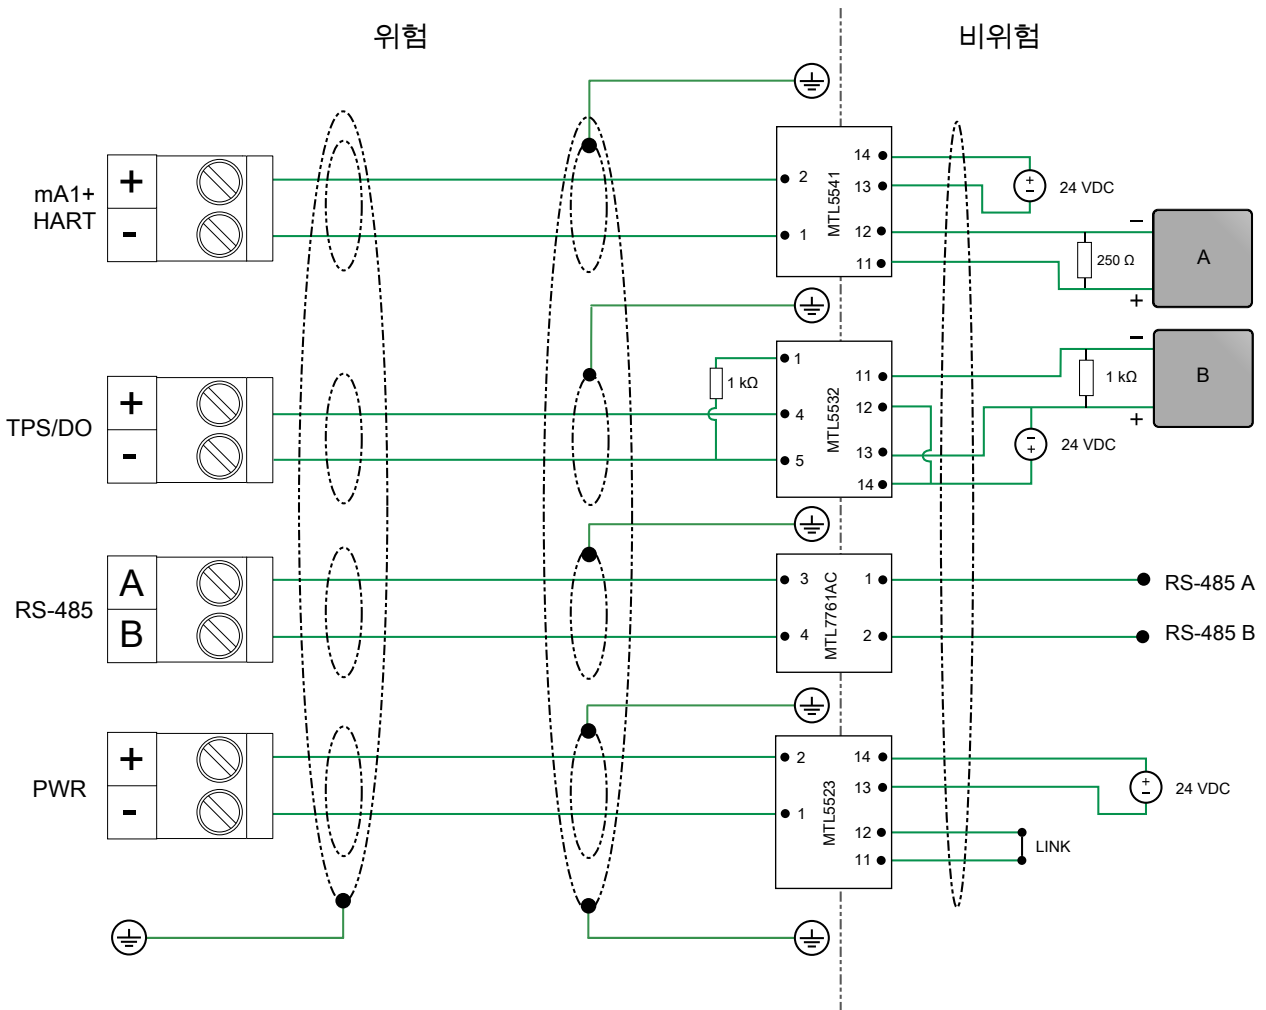 위험
비위험
mA1+
HART
+
-
2
1
MTL5541
14
13
12
11
+
-
24 VDC
250 Ω
-
+
A
TPS/DO
+
-
1 kΩ
1
4
5
MTL5532
11
12
13
14
-
+
24 VDC
1 kΩ
-
+
B
RS-485
A
B
3
4
MTL7761AC
1
2
RS-485 A
RS-485 B
PWR
+
-
2
1
MTL5523
14
13
12
11
+
-
24 VDC
LINK